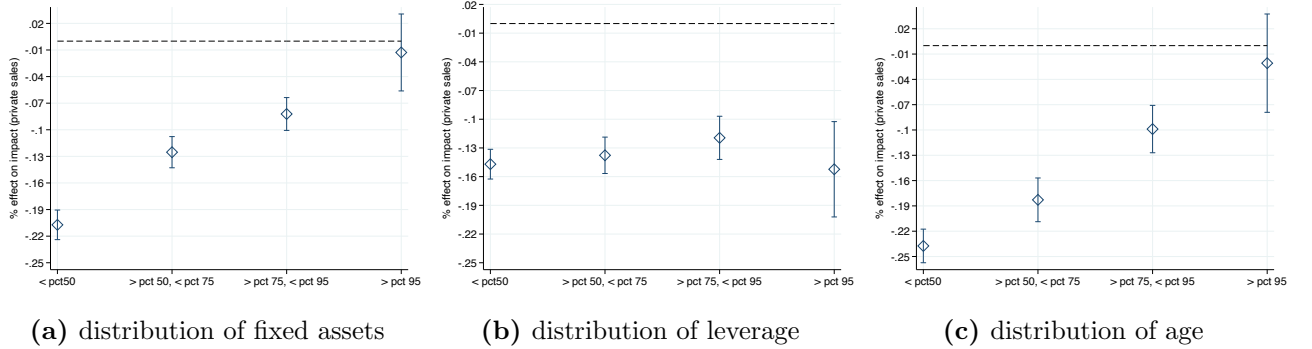 % effect on impact (private sales)
.02
-.01
-.04
-.07
-.1
-.13
-.16
-.19
-.22
-.25
< pct50
> pct 50, < pct 75
> pct 75, < pct 95
> pct 95
(a) distribution of fixed assets
% effect on impact (private sales)
.02
-.01
-.04
-.07
-.1
-.13
-.16
-.19
-.22
-.25
< pct50
> pct 50, < pct 75
> pct 75, < pct 95
> pct 95
(b) distribution of leverage
% effect on impact (private sales)
.02
-.01
-.04
-.07
-.1
-.13
-.16
-.19
-.22
-.25
< pct50
> pct 50, < pct 75
> pct 75, < pct 95
> pct 95
(c) distribution of age